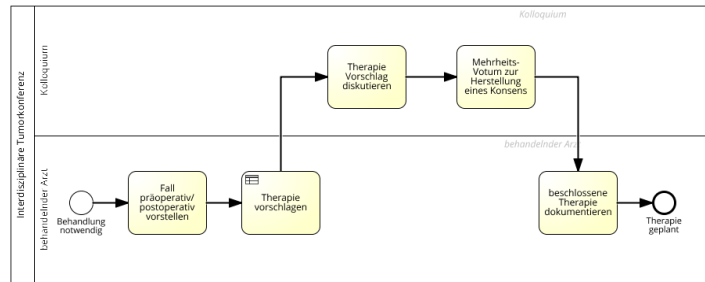 Interdisziplinäre Tumorkonferenz
Kolloquium
Kolloquium
Therapie
Vorschlag
diskutieren
Mehrheits-
Votum zur
Herstellung
eines Konsens
behandelnder Arzt
behandelnder Arzt
Behandlung
notwendig
Fall
präoperativ/
postoperativ
vorstellen
Therapie
vorschlagen
beschlossene
Therapie
dokumentieren
Therapie
geplant